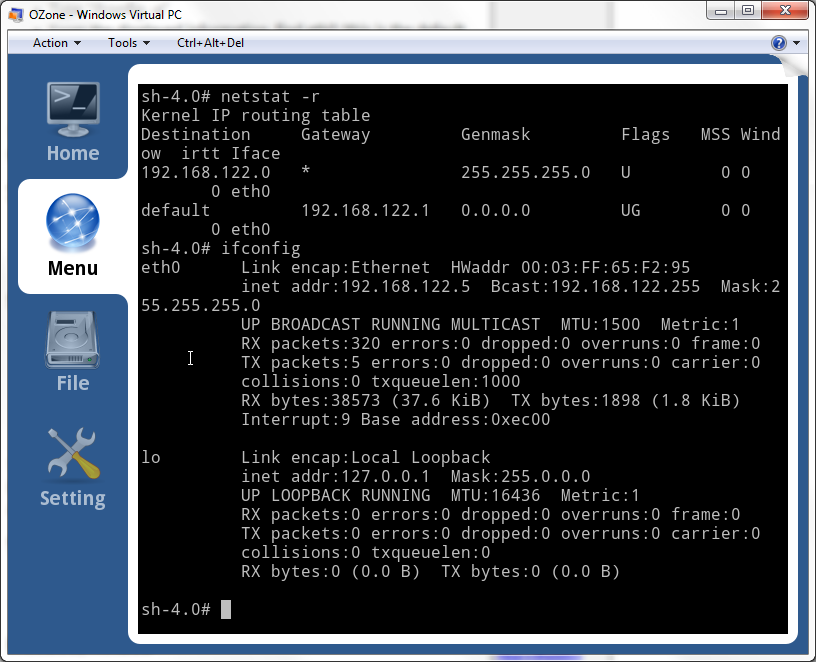 OZone - Windows Virtual PC
Action Tools Ctrl+Alt+Del
Home
Menu
File
Setting
sh-4.0# netstat -r
Kernel IP routing table
Destination     Gateway         Genmask         Flags   MSS Wind
ow  irtt Iface
192.168.122.0   *               255.255.255.0   U         0 0
       0 eth0
default         192.168.122.1   0.0.0.0         UG        0 0
       0 eth0
sh-4.0# ifconfig
eth0      Link encap:Ethernet  HWaddr 00:03:FF:65:F2:95
          inet addr:192.168.122.5  Bcast:192.168.122.255  Mask:2
55.255.255.0
          UP BROADCAST RUNNING MULTICAST  MTU:1500  Metric:1
          RX packets:320 errors:0 dropped:0 overruns:0 frame:0
          TX packets:5 errors:0 dropped:0 overruns:0 carrier:0
          collisions:0 txqueuelen:1000
          RX bytes:38573 (37.6 KiB)  TX bytes:1898 (1.8 KiB)
          Interrupt:9 Base address:0xec00
lo        Link encap:Local Loopback
          inet addr:127.0.0.1  Mask:255.0.0.0
          UP LOOPBACK RUNNING  MTU:16436  Metric:1
          RX packets:0 errors:0 dropped:0 overruns:0 frame:0
          TX packets:0 errors:0 dropped:0 overruns:0 carrier:0
          collisions:0 txqueuelen:0
          RX bytes:0 (0.0 B)  TX bytes:0 (0.0 B)
sh-4.0#